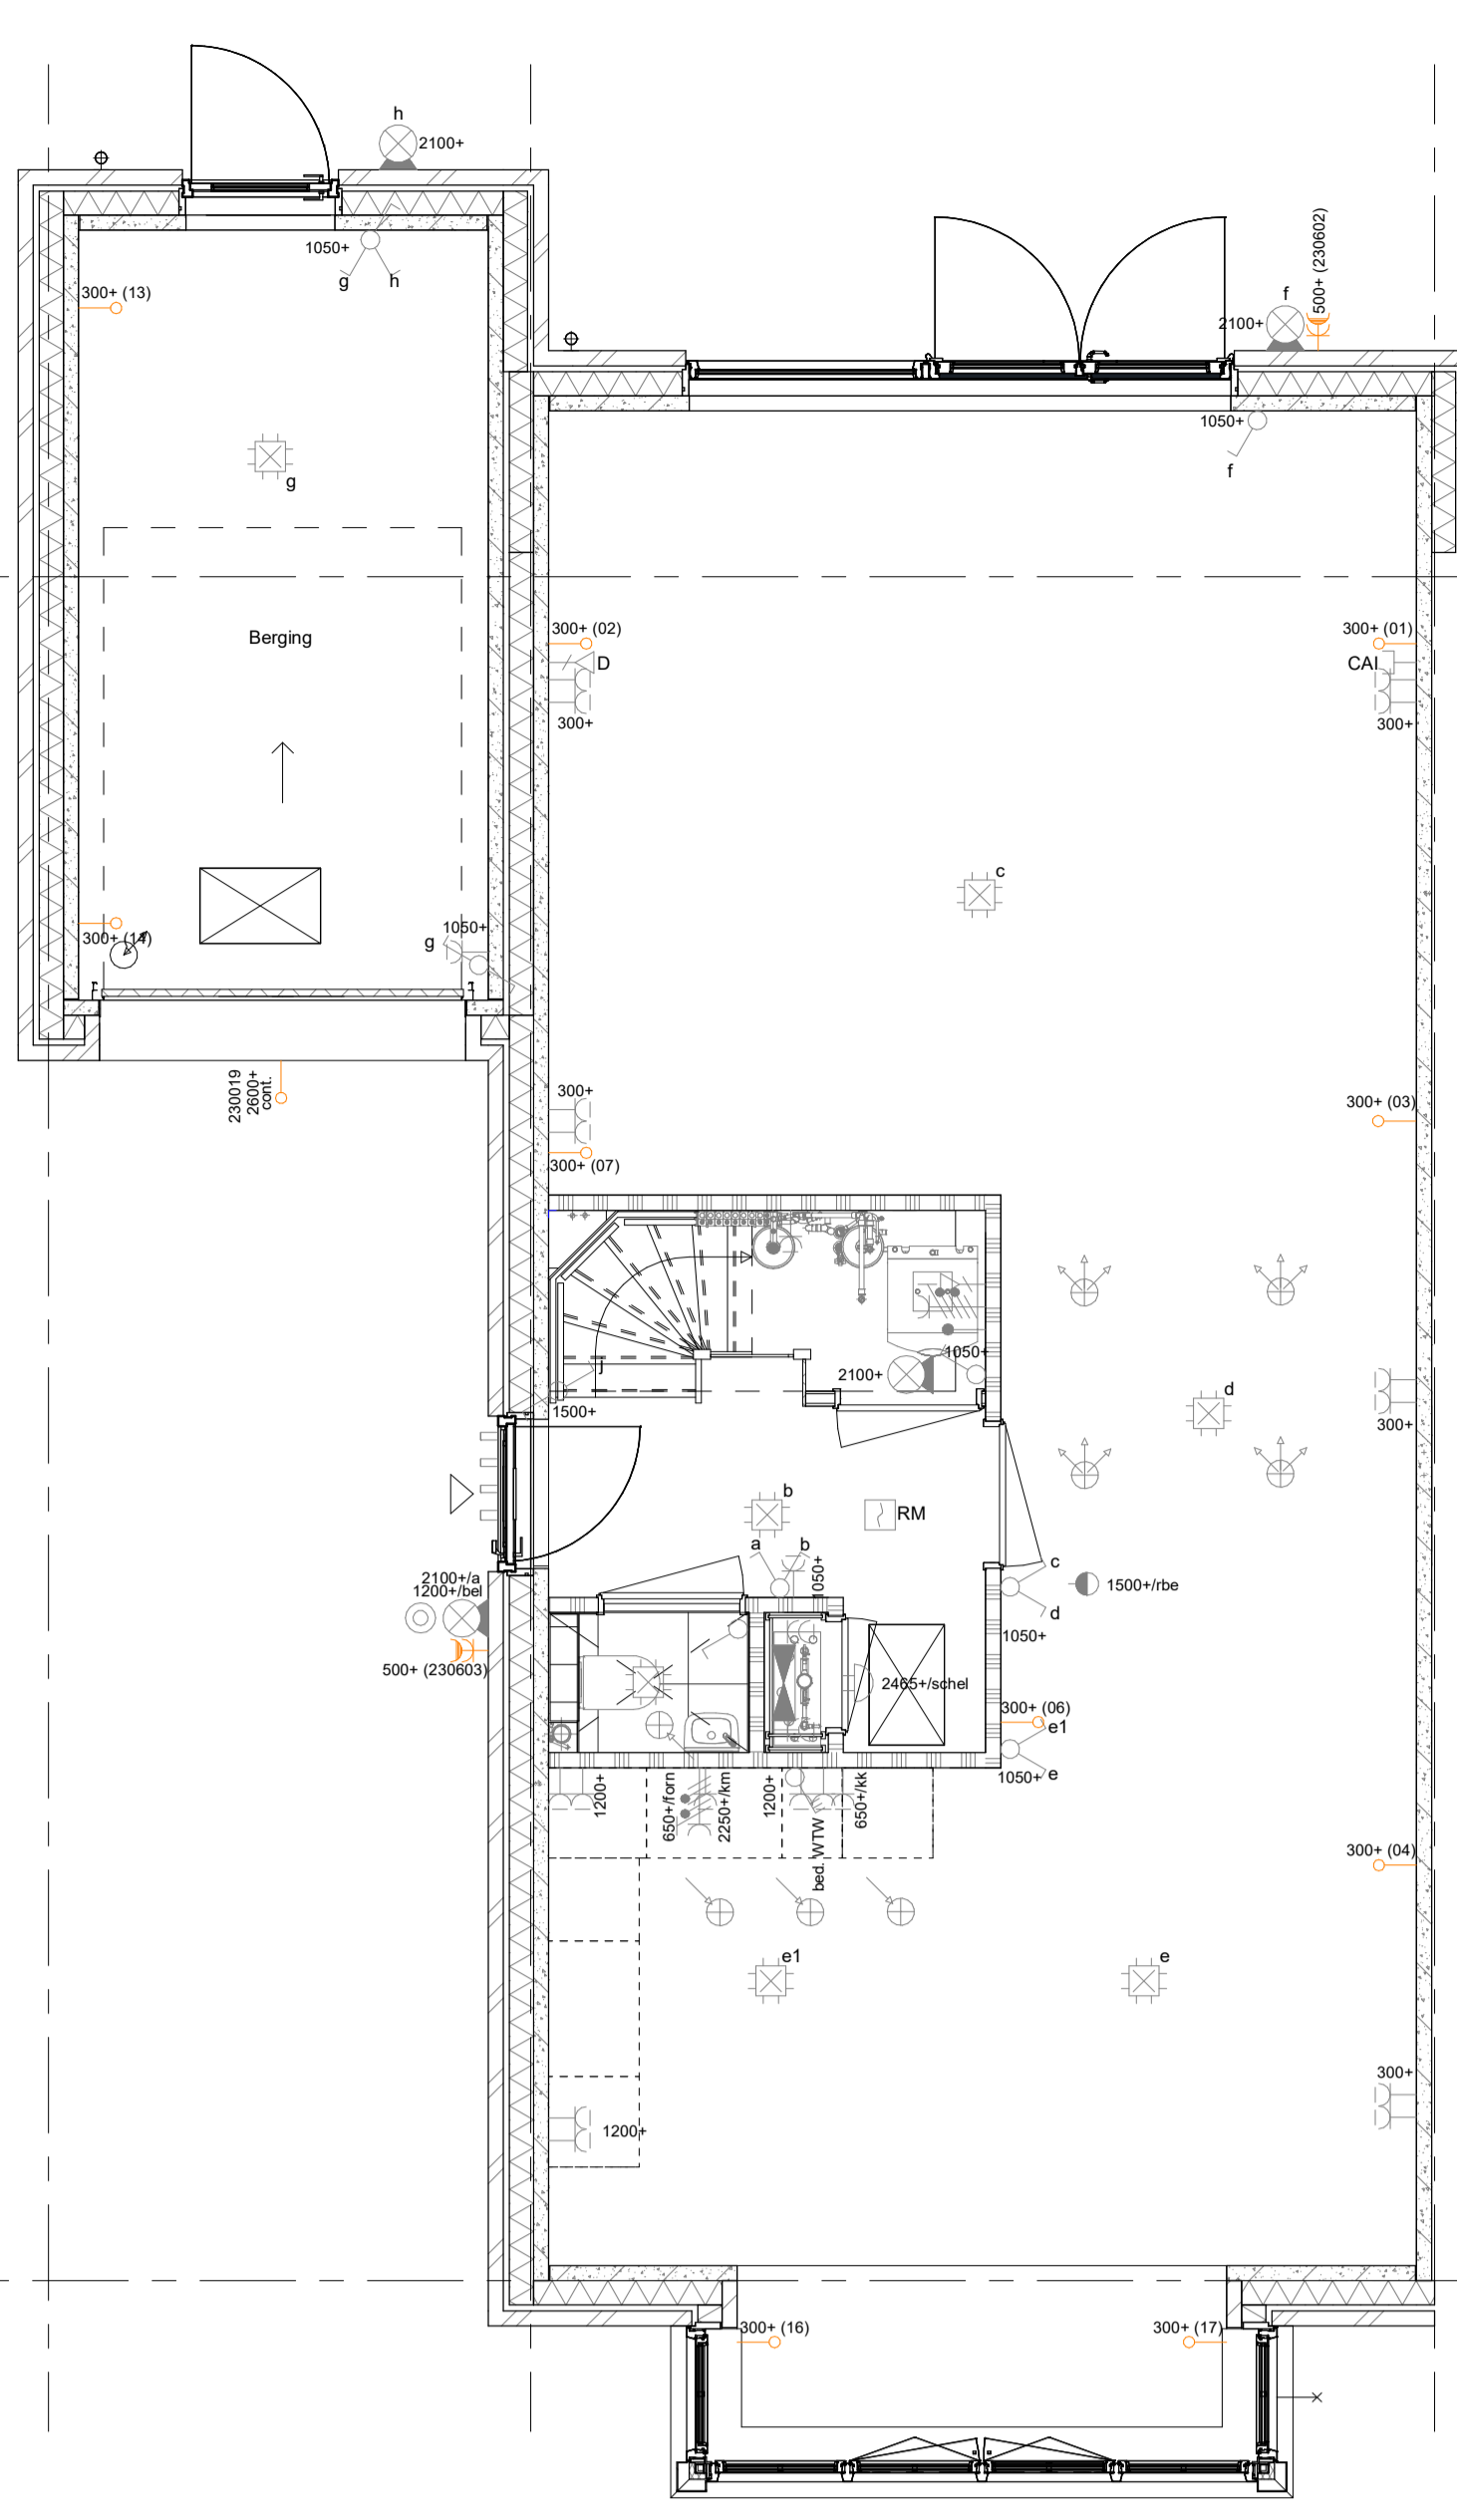 h
2100+
1050+
g
h
300+ (13)
500+ (230602)
f
2100+
1050+
f
g
Berging
300+ (02)
D
300+
300+ (01)
CAI
300+
c
1050+
g
300+ (14)
230019
2600+
cont.
300+
300+ (07)
300+ (03)
j
1050+
2100+
1500+
d
300+
b
RM
a
b
1050+
c
1500+/rbe
d
1050+
2100+/a
1200+/bel
500+ (230603)
2465+/schel
300+ (06)
e1
1050+
e
1200+
650+/forn
2250+/km
1200+
650+/kk
bed. WTW
300+ (04)
e1
e
300+
1200+
300+ (16)
300+ (17)